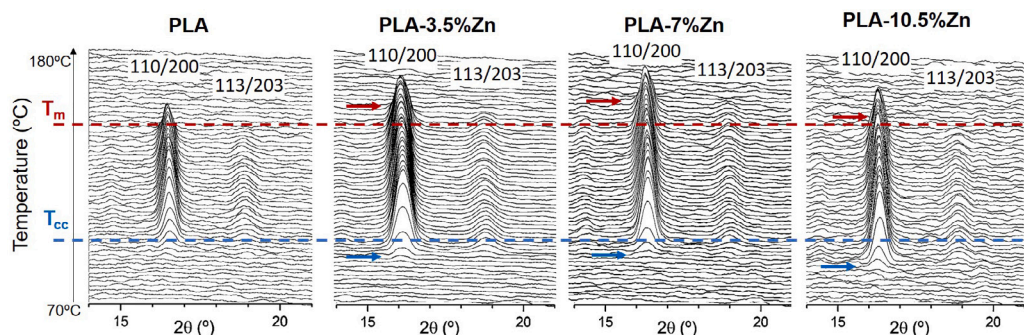 PLA
PLA-3.5%Zn
PLA-7%Zn
PLA-10.5%Zn
180ºC
110/200
113/203
110/200
113/203
110/200
113/203
110/200
113/203
Tm
Tcc
Temperature (ºC)
70ºC
15 2θ (º) 20
15 2θ (º) 20
15 2θ (º) 20
15 2θ (º) 20